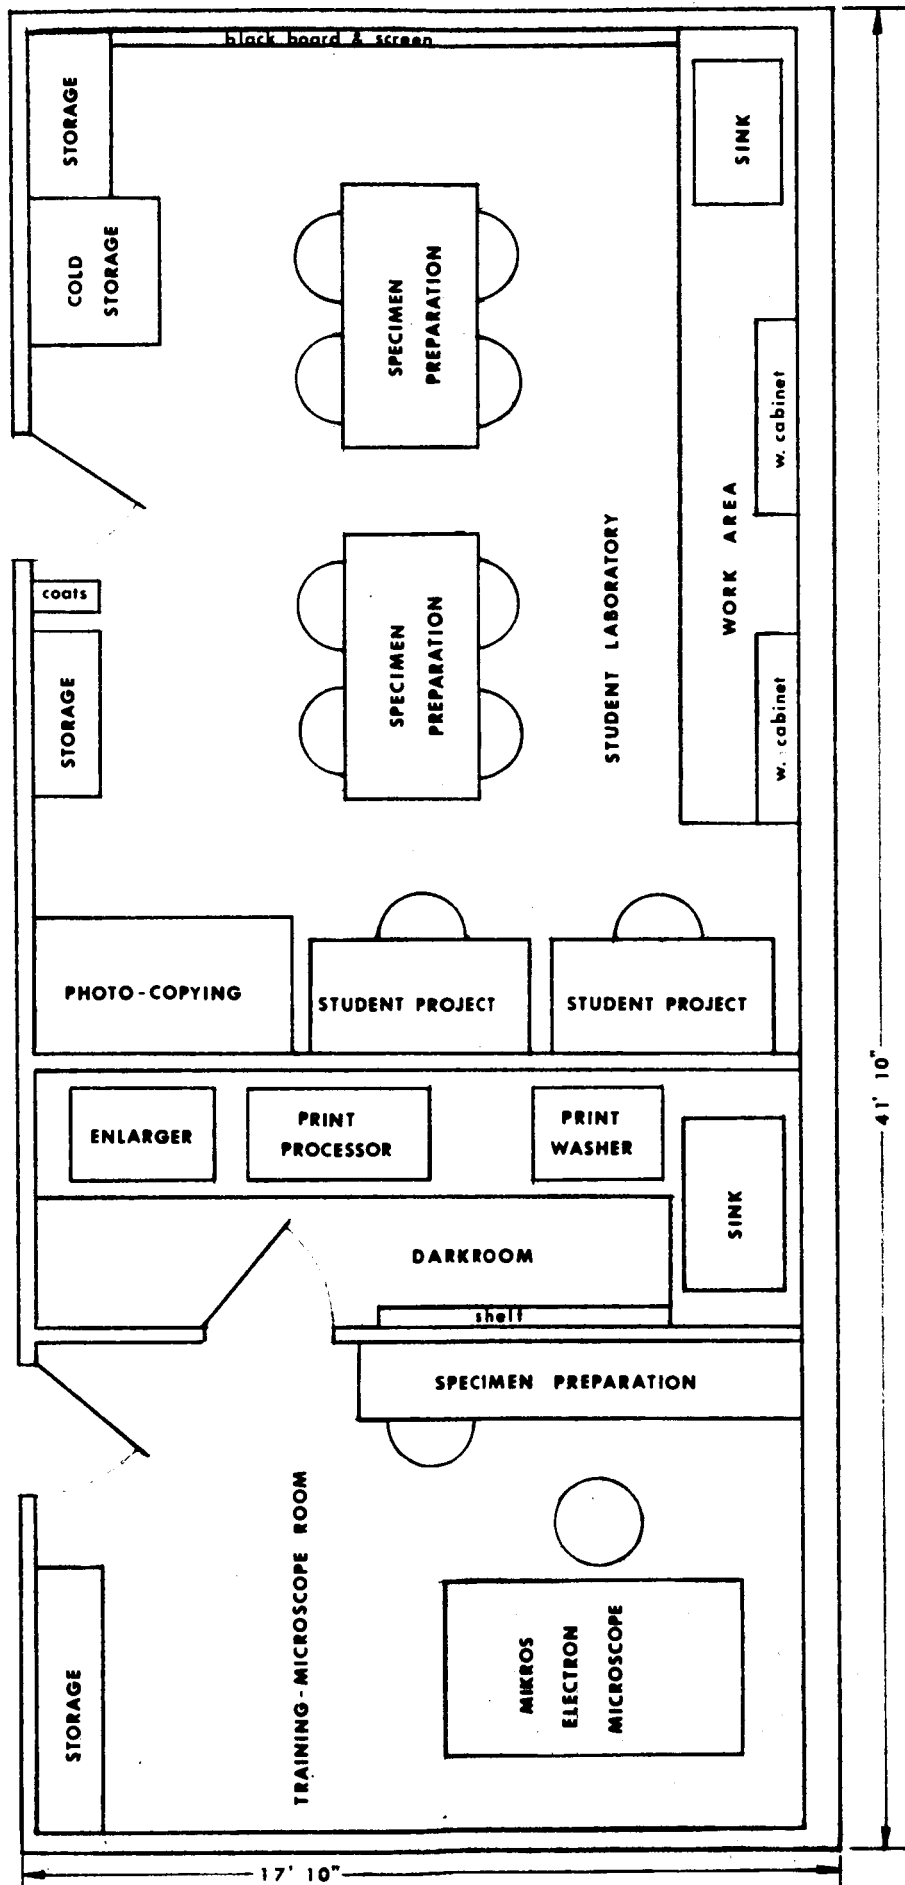 black board & screen
STORAGE
SINK
COLD
STORAGE
SPECIMEN
PREPARATION
w. cabinet
WORK AREA
coats
STORAGE
SPECIMEN
PREPARATION
STUDENT LABORATORY
w. cabinet
PHOTO-COPYING
STUDENT PROJECT
STUDENT PROJECT
ENLARGER
PRINT
PROCESSOR
PRINT
WASHER
SINK
DARKROOM
shelf
SPECIMEN PREPARATION
TRAINING-MICROSCOPE ROOM
STORAGE
MIKROS
ELECTRON
MICROSCOPE
41' 10"
17' 10"